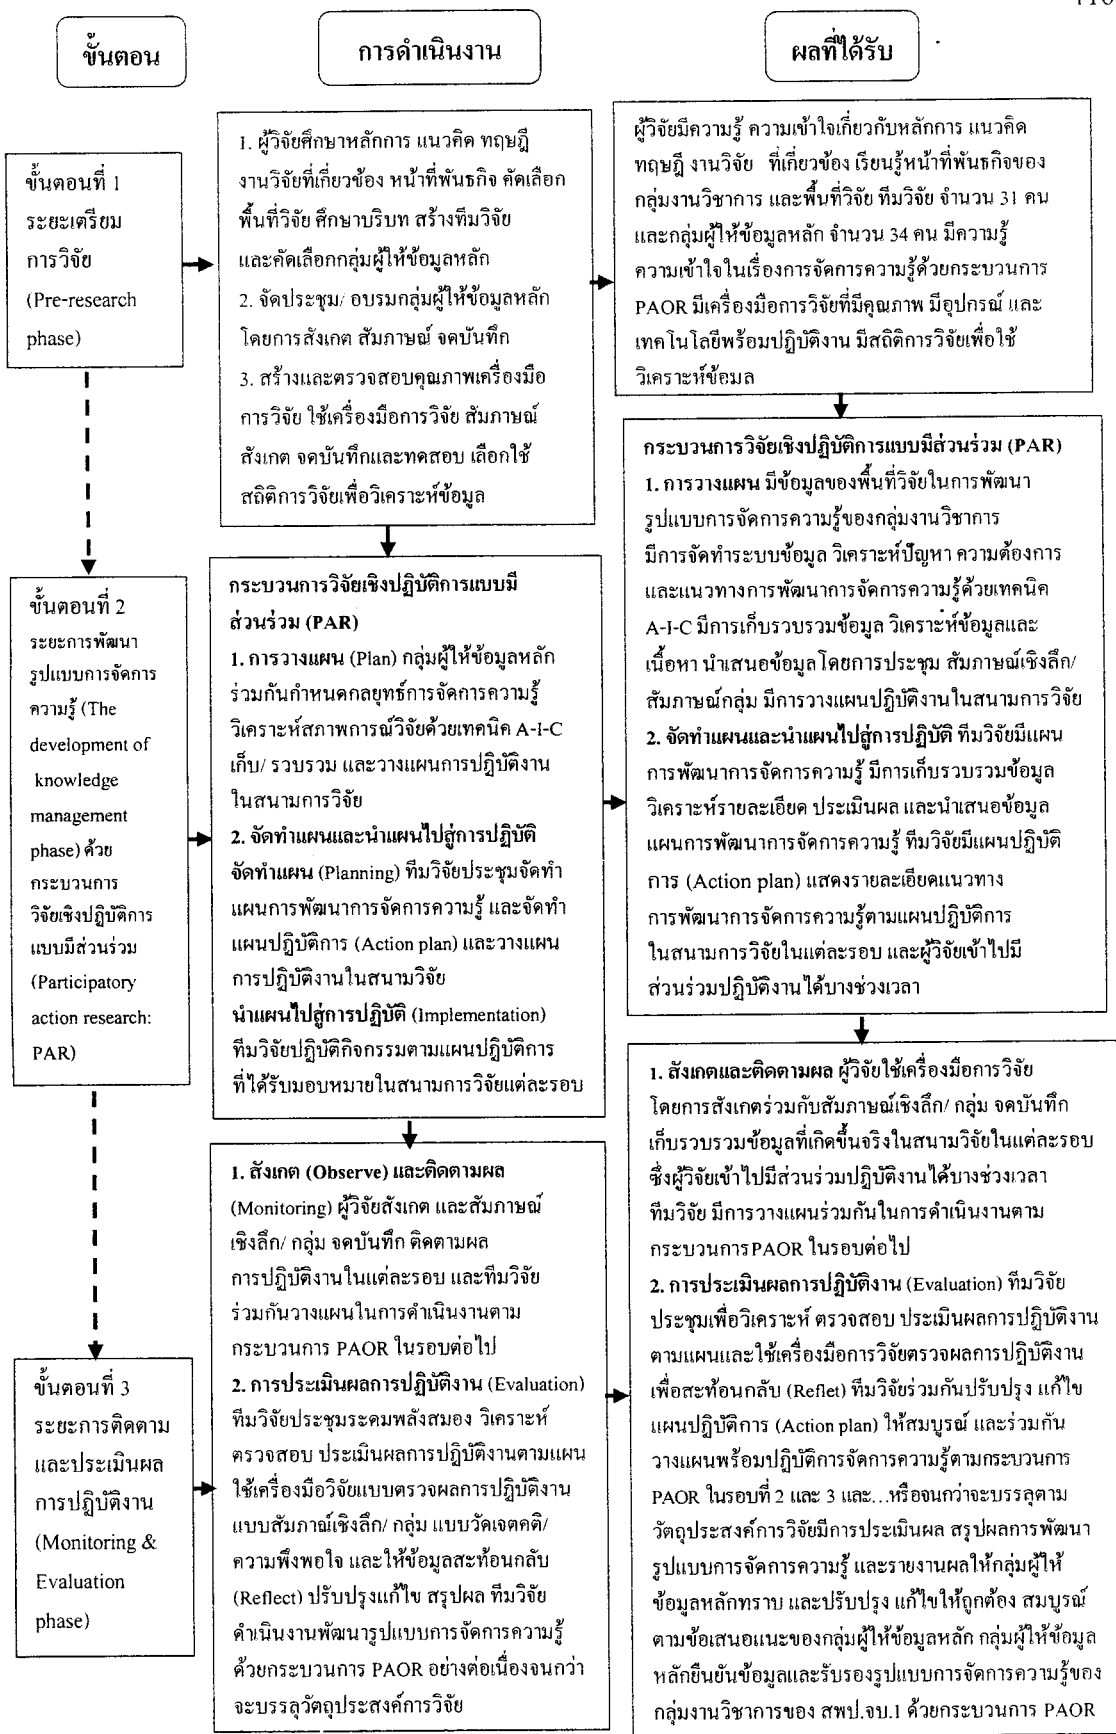 ขั้นตอน
การดำเนินงาน
ผลที่ได้รับ
ขั้นตอนที่ 1
ระยะเตรียม
การวิจัย
(Pre-research
phase)
1. ผู้วิจัยศึกษาหลักการ แนวคิด ทฤษฎี
งานวิจัยที่เกี่ยวข้อง หน้าที่พันธกิจ คัดเลือก
พื้นที่วิจัย ศึกษาบริบท สร้างทีมวิจัย
และคัดเลือกกลุ่มผู้ให้ข้อมูลหลัก
2. จัดประชุม/ อบรมกลุ่มผู้ให้ข้อมูลหลัก
โดยการสังเกต สัมภาษณ์ จดบันทึก
3. สร้างและตรวจสอบคุณภาพเครื่องมือ
การวิจัย ใช้เครื่องมือการวิจัย สัมภาษณ์
สังเกต จดบันทึกและทดสอบ เลือกใช้
สถิติการวิจัยเพื่อวิเคราะห์ข้อมูล
ผู้วิจัยมีความรู้ ความเข้าใจเกี่ยวกับหลักการ แนวคิด
ทฤษฎี งานวิจัย ที่เกี่ยวข้อง เรียนรู้หน้าที่พันธกิจของ
กลุ่มงานวิชาการ และพื้นที่วิจัย ทีมวิจัย จำนวน 31 คน
และกลุ่มผู้ให้ข้อมูลหลัก จำนวน 34 คน มีความรู้
ความเข้าใจในเรื่องการจัดการความรู้ด้วยกระบวนการ
PAOR มีเครื่องมือการวิจัยที่มีคุณภาพ มีอุปกรณ์ และ
เทคโนโลยีพร้อมปฏิบัติงาน มีสถิติการวิจัยเพื่อใช้
วิเคราะห์ข้อมูล
ขั้นตอนที่ 2
ระยะการพัฒนา
รูปแบบการจัดการ
ความรู้ (The
development of
knowledge
management
phase) ด้วย
กระบวนการ
วิจัยเชิงปฏิบัติการ
แบบมีส่วนร่วม
(Participatory
action research:
PAR)
กระบวนการวิจัยเชิงปฏิบัติการแบบมี
ส่วนร่วม (PAR)
1. การวางแผน (Plan) กลุ่มผู้ให้ข้อมูลหลัก
ร่วมกันกำหนดกลยุทธ์การจัดการความรู้
วิเคราะห์สภาพการณ์วิจัยด้วยเทคนิค A-I-C
เก็บ/ รวบรวม และวางแผนการปฏิบัติงาน
ในสนามการวิจัย
2. จัดทำแผนและนำแผนไปสู่การปฏิบัติ
จัดทำแผน (Planning) ทีมวิจัยประชุมจัดทำ
แผนการพัฒนาการจัดการความรู้ และจัดทำ
แผนปฏิบัติการ (Action plan) และวางแผน
การปฏิบัติงานในสนามวิจัย
นำแผนไปสู่การปฏิบัติ (Implementation)
ทีมวิจัยปฏิบัติกิจกรรมตามแผนปฏิบัติการ
ที่ได้รับมอบหมายในสนามการวิจัยแต่ละรอบ
กระบวนการวิจัยเชิงปฏิบัติการแบบมีส่วนร่วม (PAR)
1. การวางแผน มีข้อมูลของพื้นที่วิจัยในการพัฒนา
รูปแบบการจัดการความรู้ของกลุ่มงานวิชาการ
มีการจัดทำระบบข้อมูล วิเคราะห์ปัญหา ความต้องการ
และแนวทางการพัฒนาการจัดการความรู้ด้วยเทคนิค
A-I-C มีการเก็บรวบรวมข้อมูล วิเคราะห์ข้อมูลและ
เนื้อหา นำเสนอข้อมูลโดยการประชุม สัมภาษณ์เชิงลึก/
สัมภาษณ์กลุ่ม มีการวางแผนปฏิบัติงานในสนามการวิจัย
2. จัดทำแผนและนำแผนไปสู่การปฏิบัติ ทีมวิจัยมีแผน
การพัฒนาการจัดการความรู้ มีการเก็บรวบรวมข้อมูล
วิเคราะห์รายละเอียด ประเมินผล และนำเสนอข้อมูล
แผนการพัฒนาการจัดการความรู้ ทีมวิจัยมีแผนปฏิบัติ
การ (Action plan) แสดงรายละเอียดแนวทาง
การพัฒนาการจัดการความรู้ตามแผนปฏิบัติการ
ในสนามการวิจัยในแต่ละรอบ และผู้วิจัยเข้าไปมี
ส่วนร่วมปฏิบัติงานได้บางช่วงเวลา
ขั้นตอนที่ 3
ระยะการติดตาม
และประเมินผล
การปฏิบัติงาน
(Monitoring &
Evaluation
phase)
1. สังเกต (Observe) และติดตามผล
(Monitoring) ผู้วิจัยสังเกต และสัมภาษณ์
เชิงลึก/ กลุ่ม จดบันทึก ติดตามผล
การปฏิบัติงานในแต่ละรอบ และทีมวิจัย
ร่วมกันวางแผนในการดำเนินงานตาม
กระบวนการ PAOR ในรอบต่อไป
2. การประเมินผลการปฏิบัติงาน (Evaluation)
ทีมวิจัยประชุมระดมพลังสมอง วิเคราะห์
ตรวจสอบ ประเมินผลการปฏิบัติงานตามแผน
ใช้เครื่องมือวิจัยแบบตรวจผลการปฏิบัติงาน
แบบสัมภาณ์เชิงลึก/ กลุ่ม แบบวัดเจตคติ/
ความพึงพอใจ และให้ข้อมูลสะท้อนกลับ
(Reflect) ปรับปรุงแก้ไข สรุปผล ทีมวิจัย
ดำเนินงานพัฒนารูปแบบการจัดการความรู้
ด้วยกระบวนการ PAOR อย่างต่อเนื่องจนกว่า
จะบรรลุวัตถุประสงค์การวิจัย
1. สังเกตและติดตามผล ผู้วิจัยใช้เครื่องมือการวิจัย
โดยการสังเกตร่วมกับสัมภาษณ์เชิงลึก/ กลุ่ม จดบันทึก
เก็บรวบรวมข้อมูลที่เกิดขึ้นจริงในสนามวิจัยในแต่ละรอบ
ซึ่งผู้วิจัยเข้าไปมีส่วนร่วมปฏิบัติงานได้บางช่วงเวลา
ทีมวิจัย มีการวางแผนร่วมกันในการดำเนินงานตาม
กระบวนการPAOR ในรอบต่อไป
2. การประเมินผลการปฏิบัติงาน (Evaluation) ทีมวิจัย
ประชุมเพื่อวิเคราะห์ ตรวจสอบ ประเมินผลการปฏิบัติงาน
ตามแผนและใช้เครื่องมือการวิจัยตรวจผลการปฏิบัติงาน
เพื่อสะท้อนกลับ (Reflet) ทีมวิจัยร่วมกันปรับปรุง แก้ไข
แผนปฏิบัติการ (Action plan) ให้สมบูรณ์ และร่วมกัน
วางแผนพร้อมปฏิบัติการจัดการความรู้ตามกระบวนการ
PAOR ในรอบที่ 2 และ 3 และ...หรือจนกว่าจะบรรลุตาม
วัตถุประสงค์การวิจัยมีการประเมินผล สรุปผลการพัฒนา
รูปแบบการจัดการความรู้ และรายงานผลให้กลุ่มผู้ให้
ข้อมูลหลักทราบ และปรับปรุง แก้ไขให้ถูกต้อง สมบูรณ์
ตามข้อเสนอแนะของกลุ่มผู้ให้ข้อมูลหลัก กลุ่มผู้ให้ข้อมูล
หลักยืนยันข้อมูลและรับรองรูปแบบการจัดการความรู้ของ
กลุ่มงานวิชาการของ สพป.จบ.1 ด้วยกระบวนการ PAOR